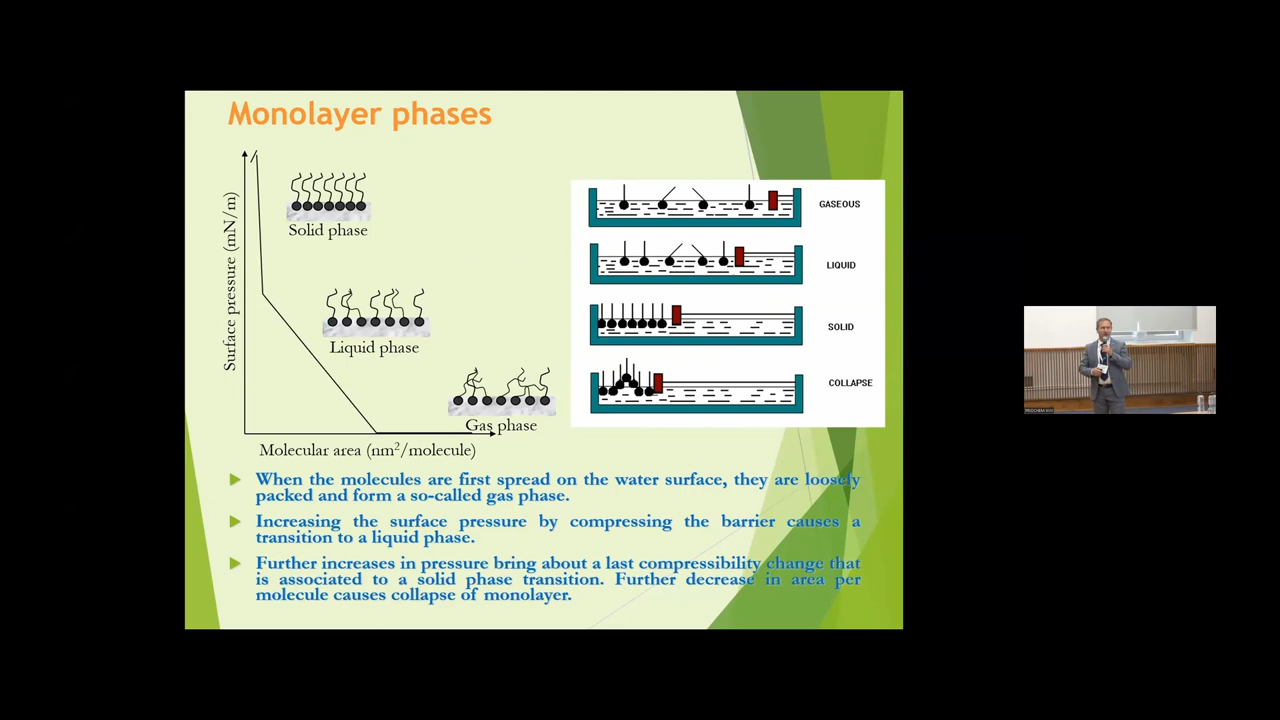 Monolayer phases
Surface pressure (mN/m)
Solid phase
Liquid phase
Gas phase
Molecular area (nm²/molecule)
GASEOUS
LIQUID
SOLID
COLLAPSE
When the molecules are first spread on the water surface, they are loosely
packed and form a so-called gas phase.
Increasing the surface pressure by compressing the barrier causes a
transition to a liquid phase.
Further increases in pressure bring about a last compressibility change that
is associated to a solid phase transition. Further decrease in area per
molecule causes collapse of monolayer.